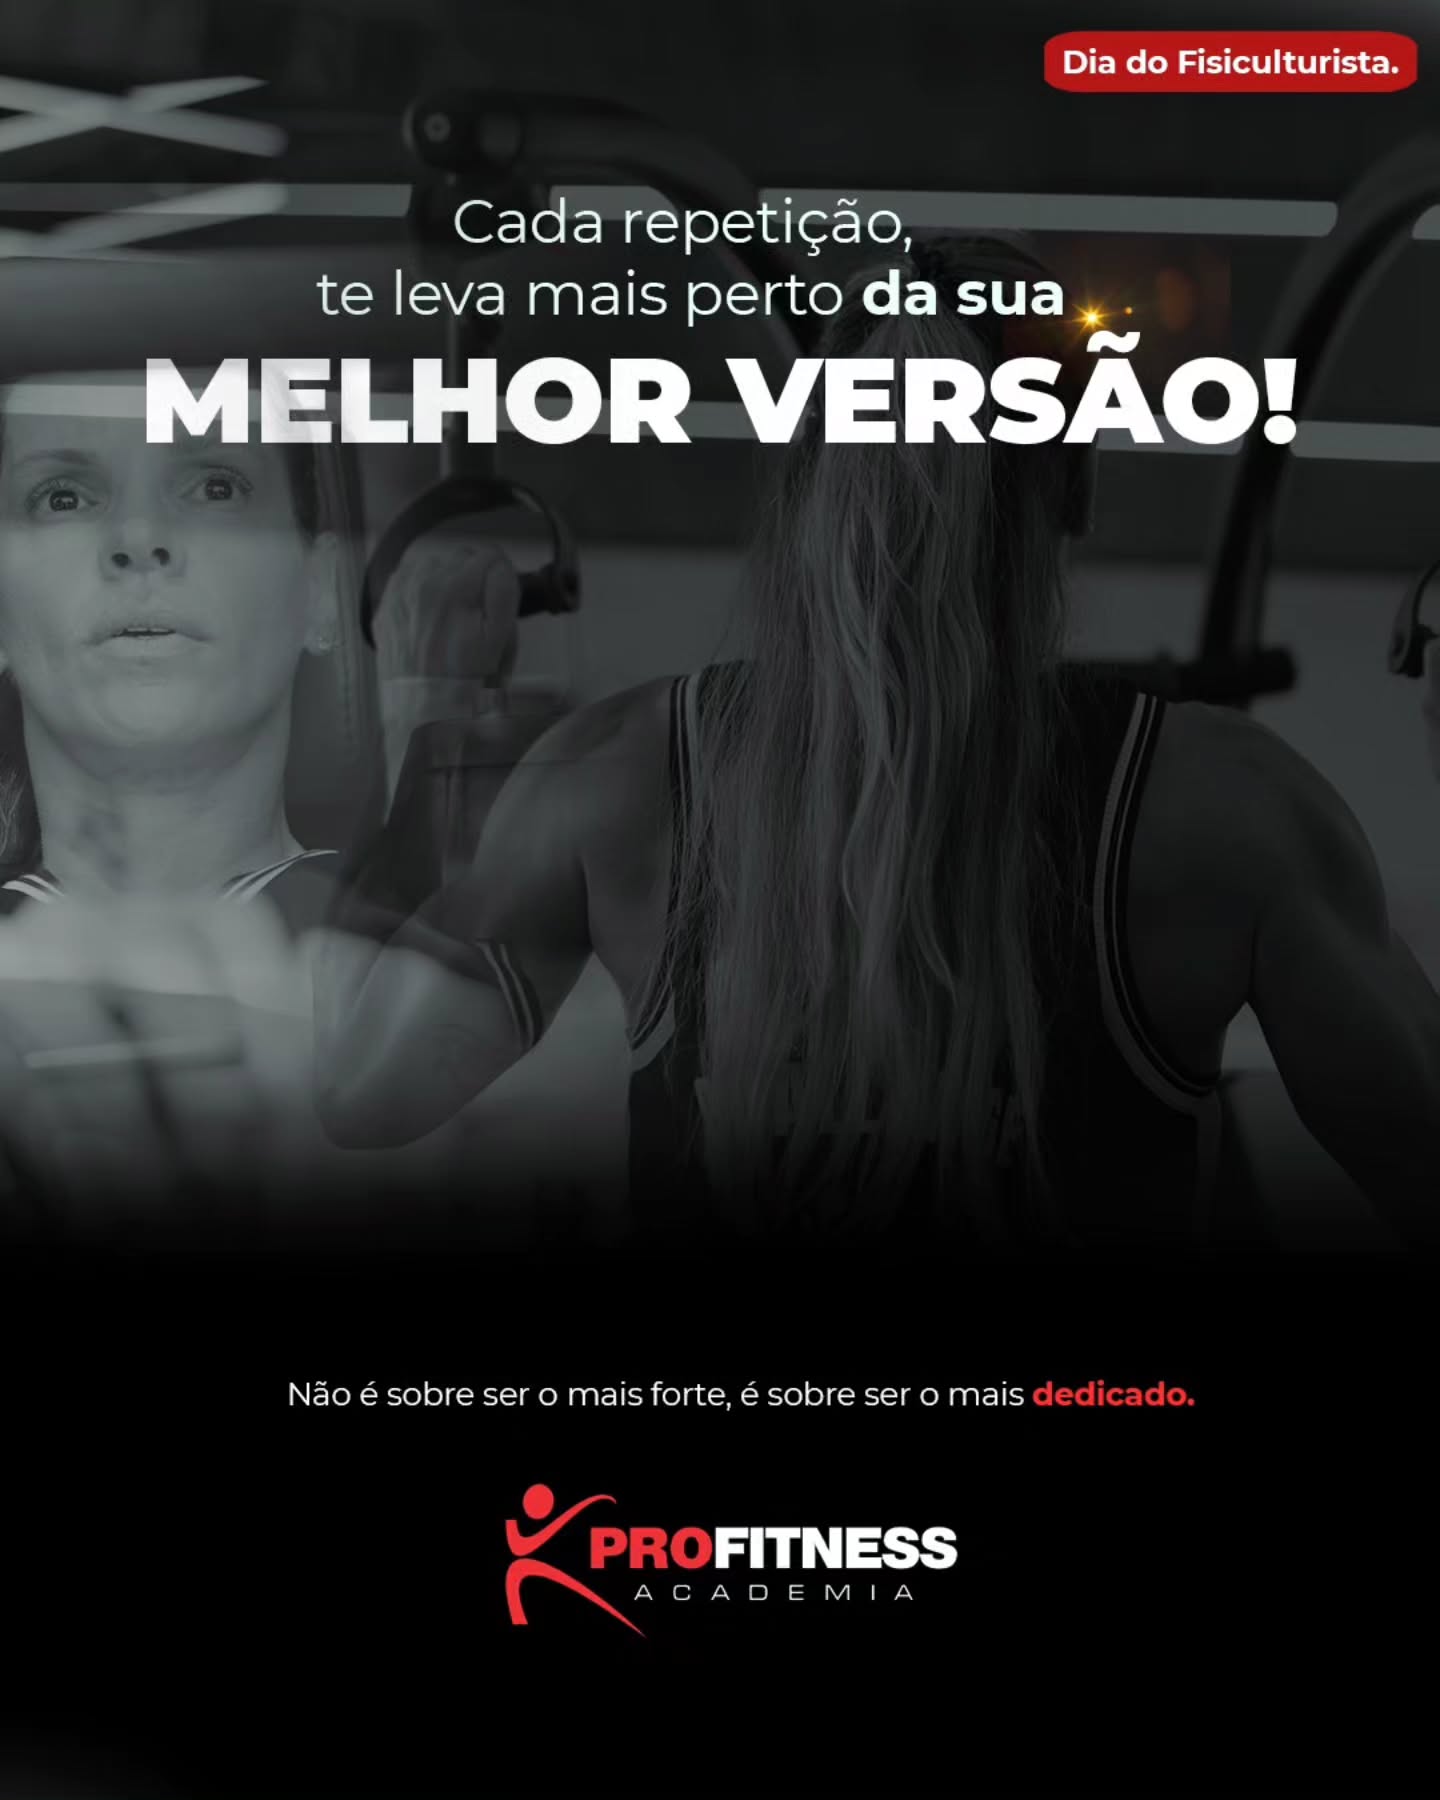 Dia do Fisiculturista.
Cada repetição,
te leva mais perto da sua
MELHOR VERSÃO!
Não é sobre ser o mais forte, é sobre ser o mais dedicado.
PROFITNESS
ACADEMIA